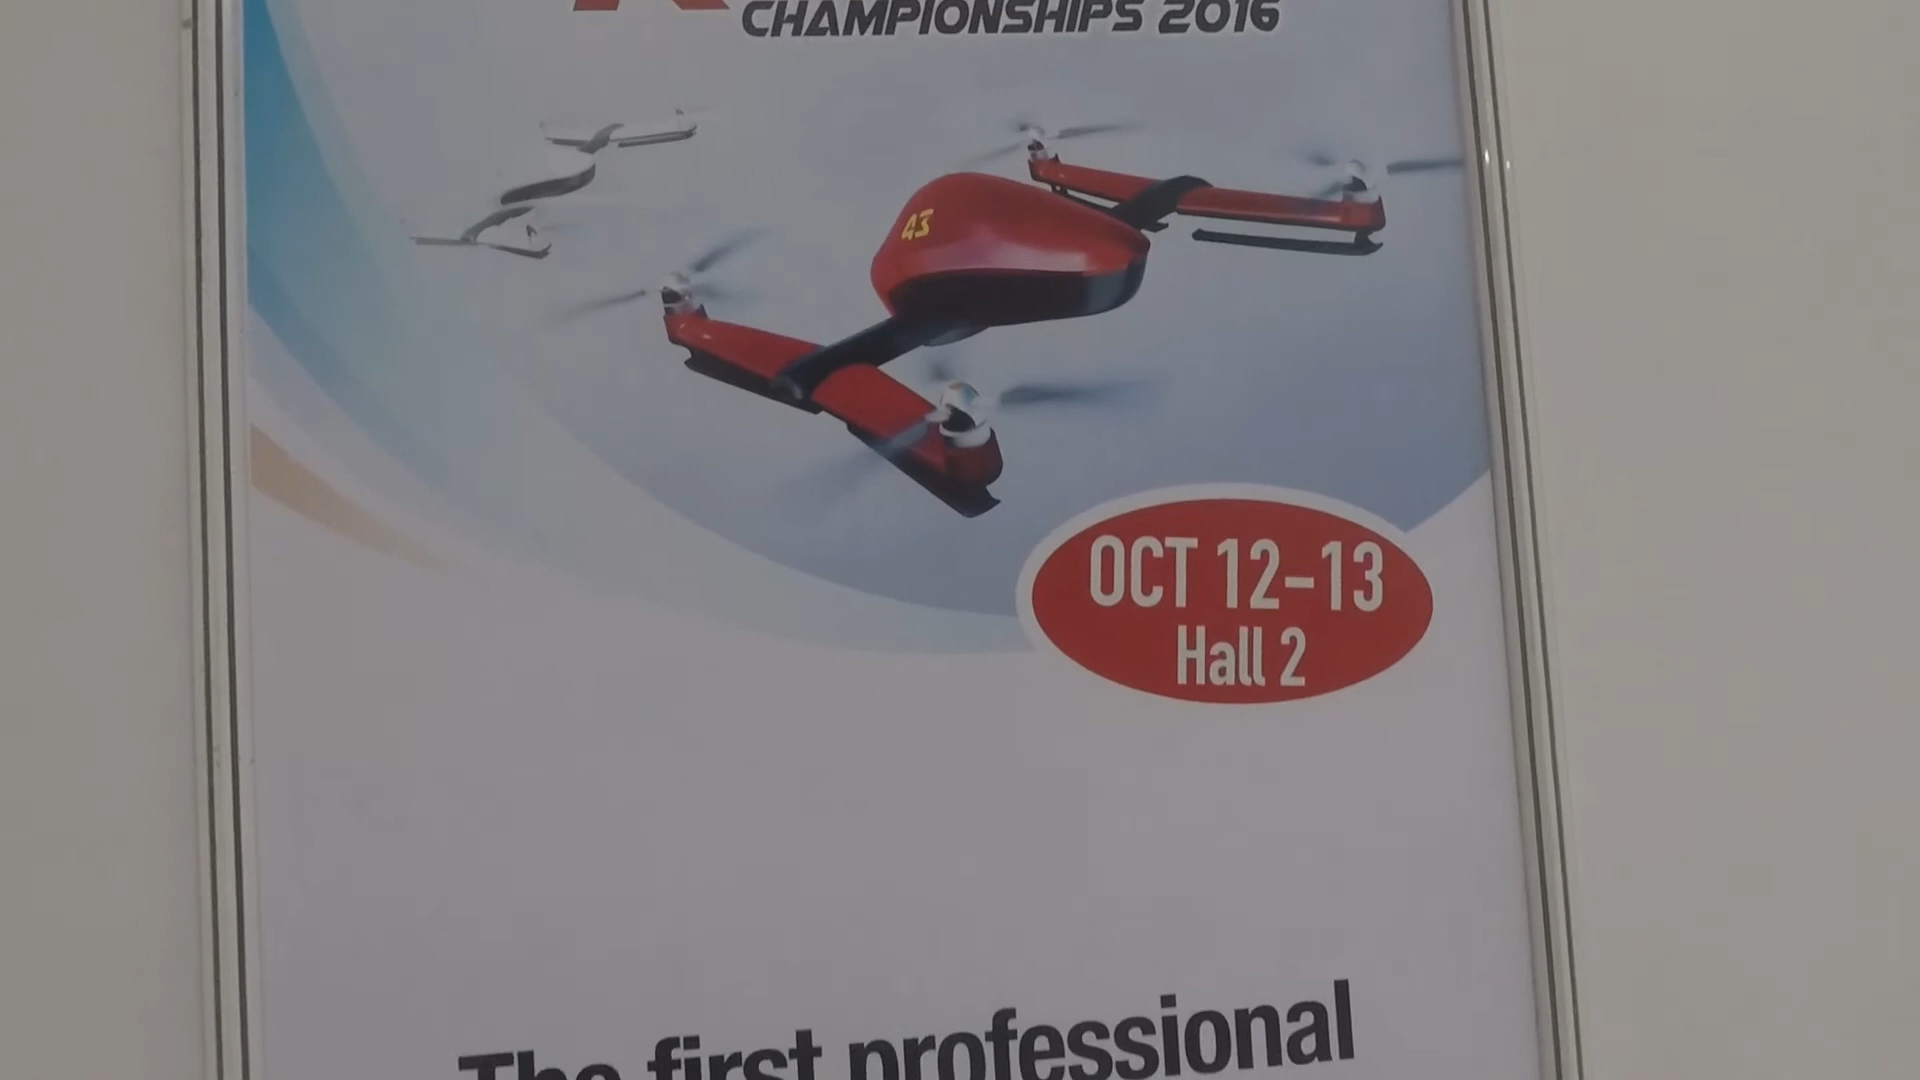 CHAMPIONSHIPS 2016
43
OCT 12-13
Hall 2
The first professional